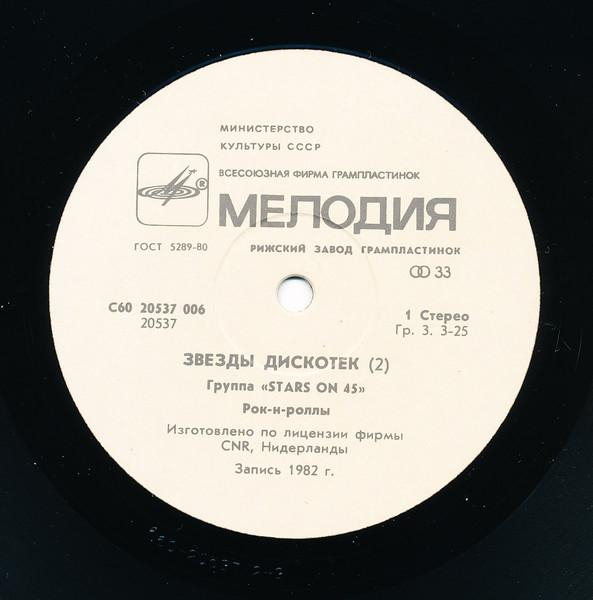 МИНИСТЕРСТВО
КУЛЬТУРЫ СССР
ВСЕСОЮЗНАЯ ФИРМА ГРАМПЛАСТИНОК
®
МЕЛОДИЯ
ГОСТ 5289-80
РИЖСКИЙ ЗАВОД ГРАМПЛАСТИНОК
33
С60 20537 006
20537
1 Стерео
Гр. 3. 3-25
ЗВЕЗДЫ ДИСКОТЕК (2)
Группа «STARS ON 45»
Рок-н-роллы
Изготовлено по лицензии фирмы
CNR, Нидерланды
Запись 1982 г.